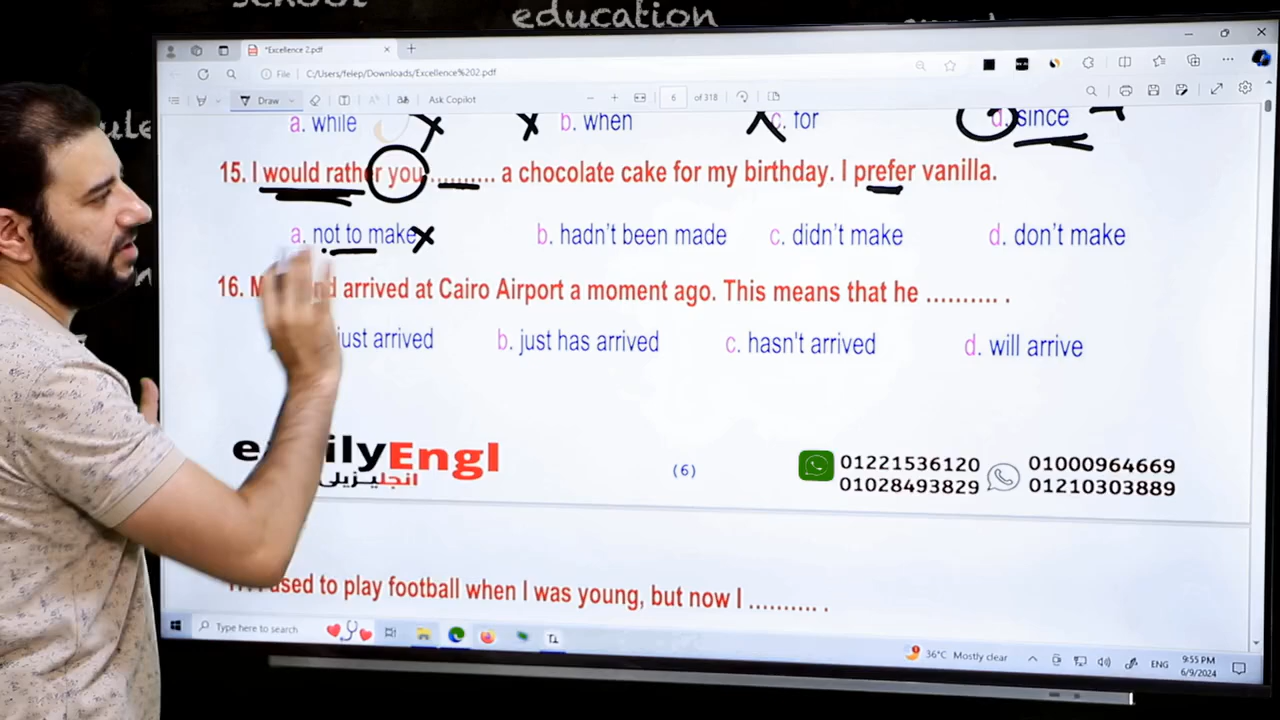 education
*Excellence 2.pdf
File C:/Users/felep/Downloads/Excellence%202.pdf
Draw Ask Copilot 6 of 318
a. while b. when c. for d. since
15. I would rather you .......... a chocolate cake for my birthday. I prefer vanilla.
a. not to make b. hadn't been made c. didn't make d. don't make
16. arrived at Cairo Airport a moment ago. This means that he .......... .
just arrived b. just has arrived c. hasn't arrived d. will arrive
Engl
انجليزيلي
(6)
01221536120 01000964669
01028493829 01210303889
used to play football when I was young, but now I .......... .
Type here to search
36°C Mostly clear ENG 9:55 PM
6/9/2024